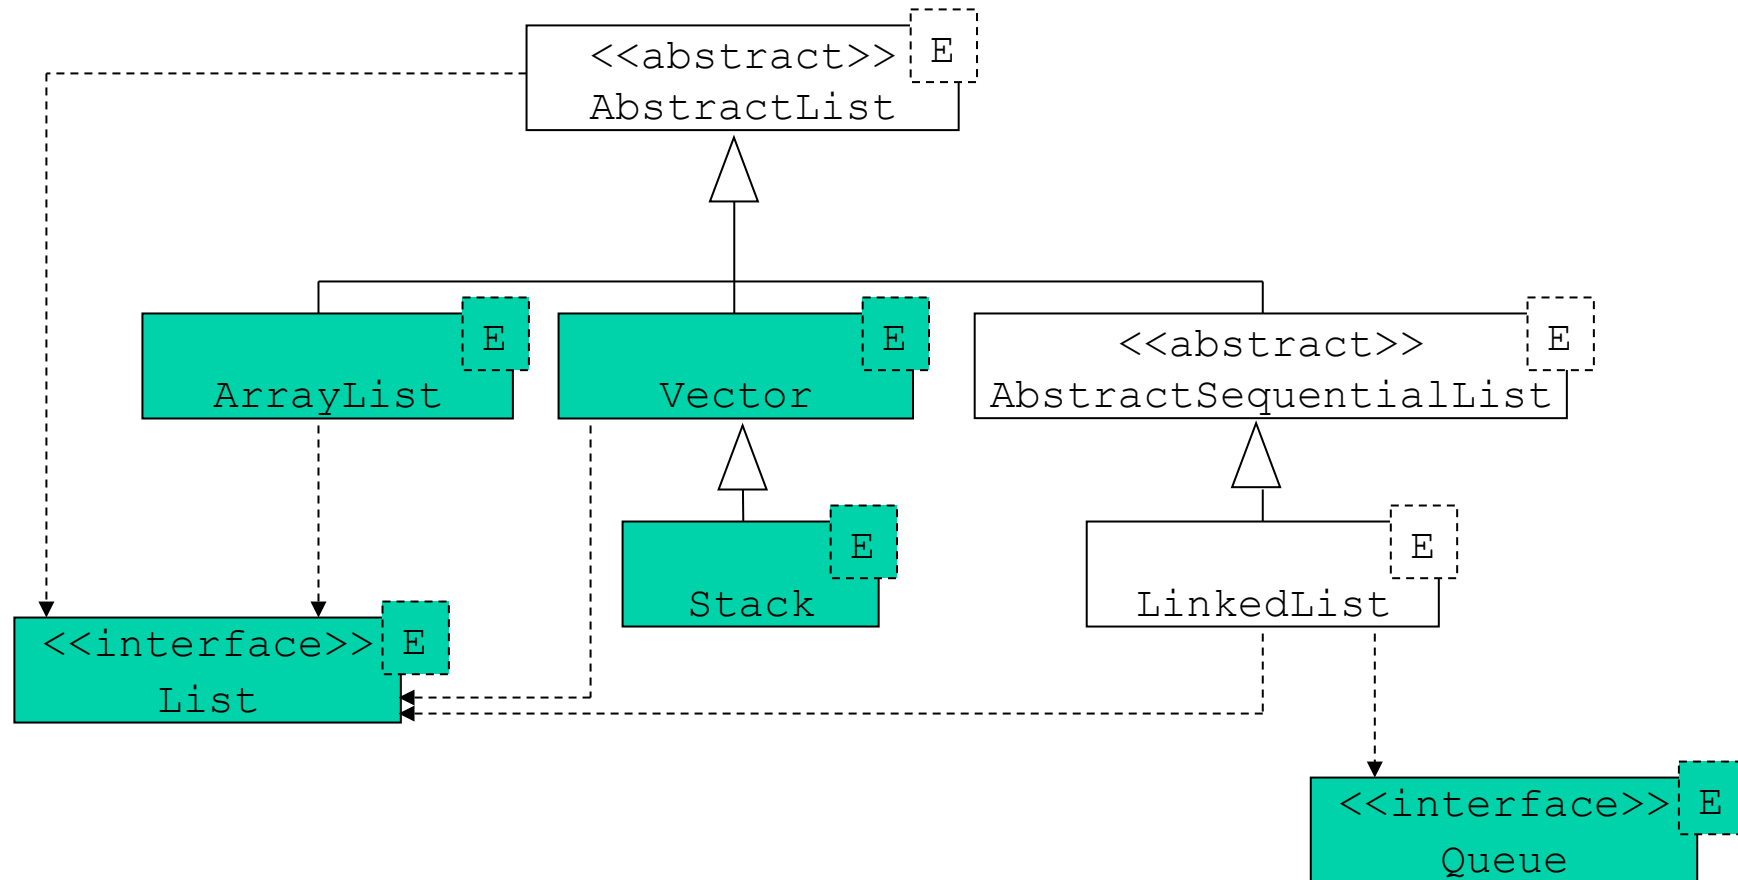 E
<<abstract>>
AbstractList
E
ArrayList
E
Vector
E
<<abstract>>
AbstractSequentialList
E
Stack
E
LinkedList
E
<<interface>>
List
E
<<interface>>
Queue